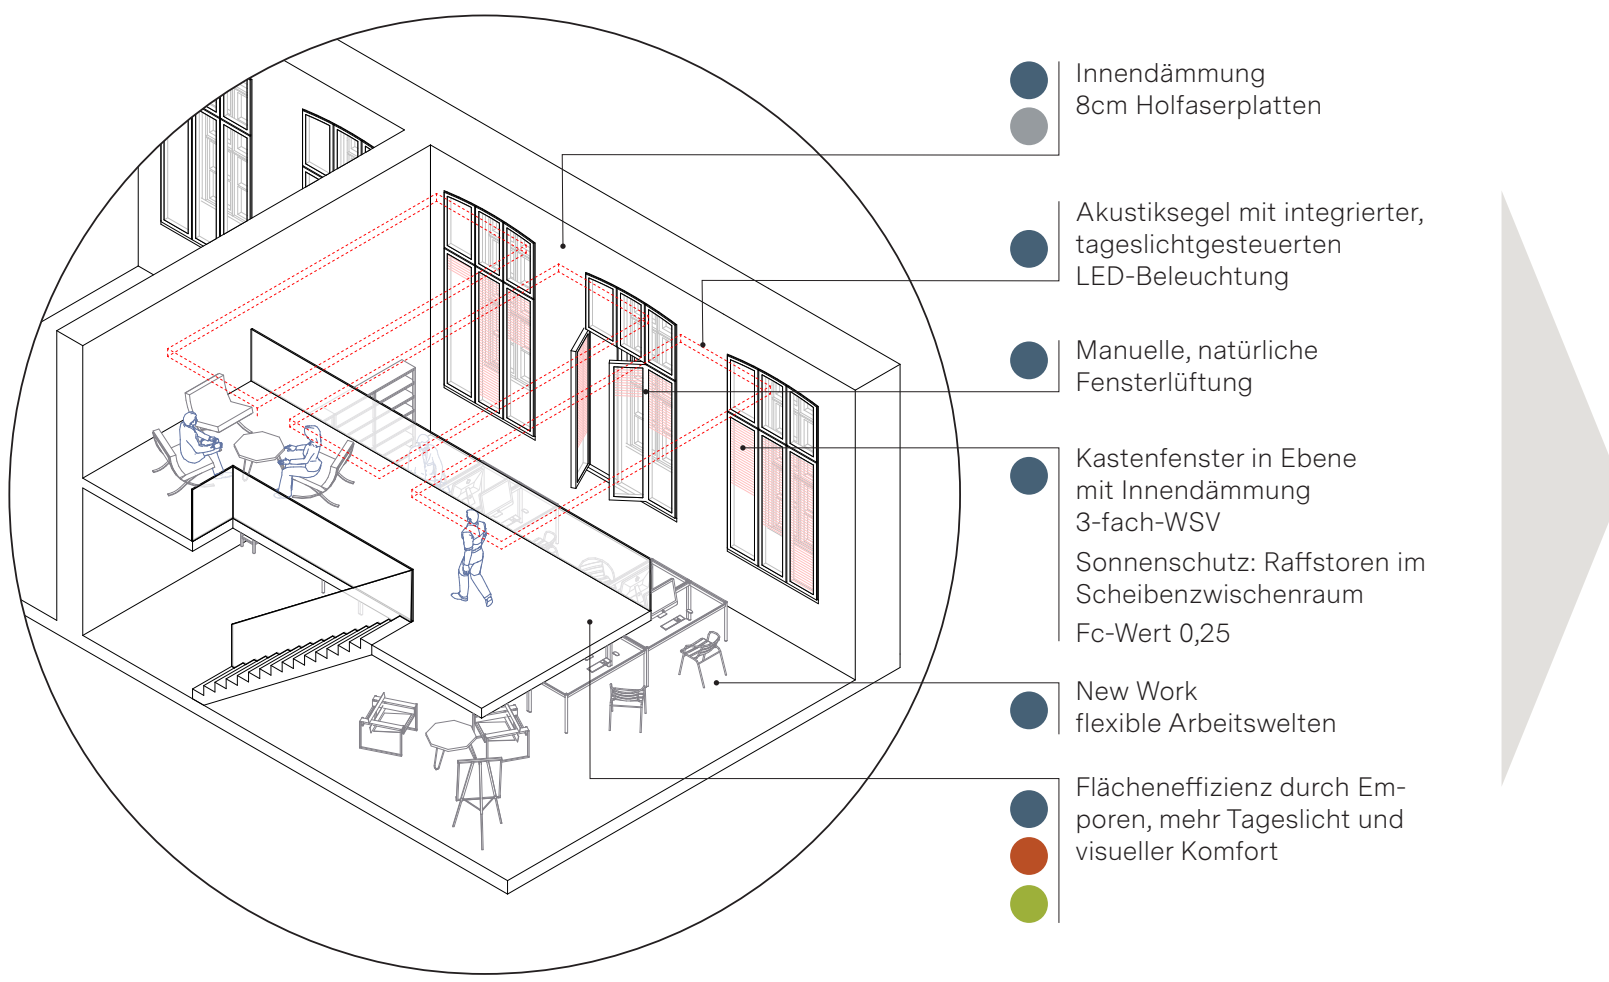 Innendämmung
8cm Holfaserplatten
Akustiksegel mit integrierter,
tageslichtgesteuerten
LED-Beleuchtung
Manuelle, natürliche
Fensterlüftung
Kastenfenster in Ebene
mit Innendämmung
3-fach-WSV
Sonnenschutz: Raffstoren im
Scheibenzwischenraum
Fc-Wert 0,25
New Work
flexible Arbeitswelten
Flächeneffizienz durch Em-
poren, mehr Tageslicht und
visueller Komfort